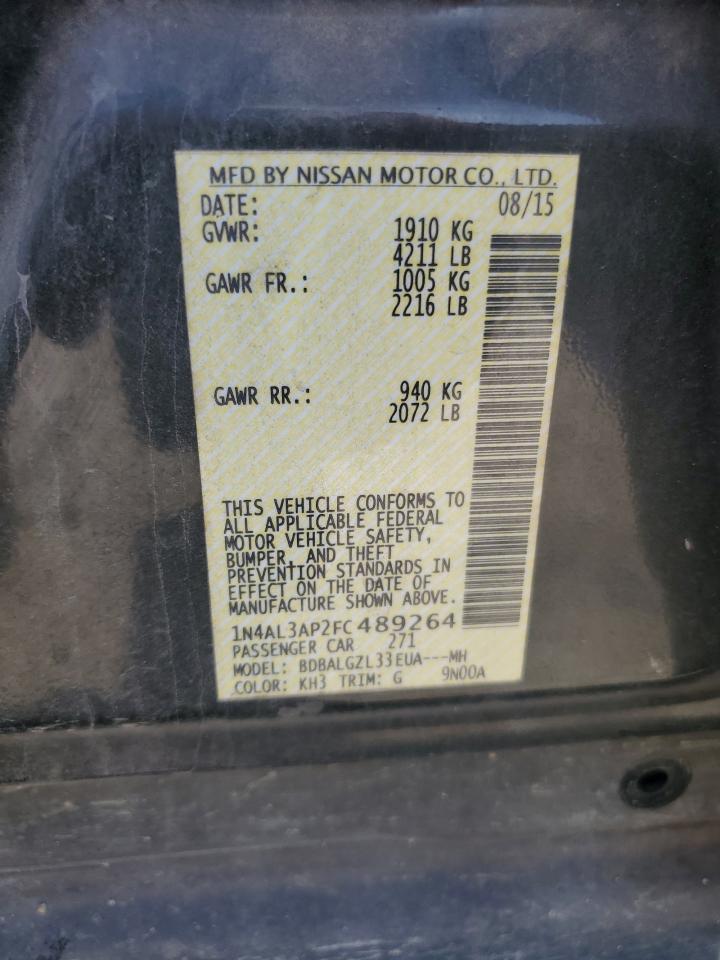 MFD BY NISSAN MOTOR CO., LTD.
DATE: 08/15
GVWR: 1910 KG
4211 LB
GAWR FR.: 1005 KG
2216 LB
GAWR RR.: 940 KG
2072 LB
THIS VEHICLE CONFORMS TO
ALL APPLICABLE FEDERAL
MOTOR VEHICLE SAFETY,
BUMPER, AND THEFT
PREVENTION STANDARDS IN
EFFECT ON THE DATE OF
MANUFACTURE SHOWN ABOVE.
1N4AL3AP2FC489264
PASSENGER CAR 271
MODEL: BDBALGZL33EUA---MH
COLOR: KH3 TRIM: G 9N00A